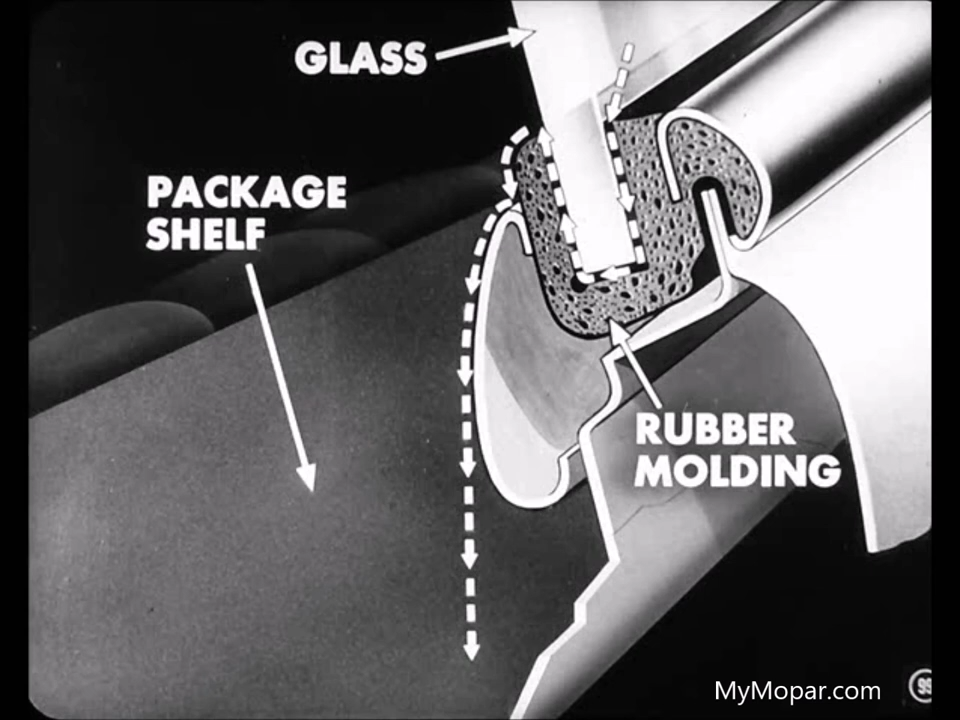 GLASS
PACKAGE
SHELF
RUBBER
MOLDING
MyMopar.com